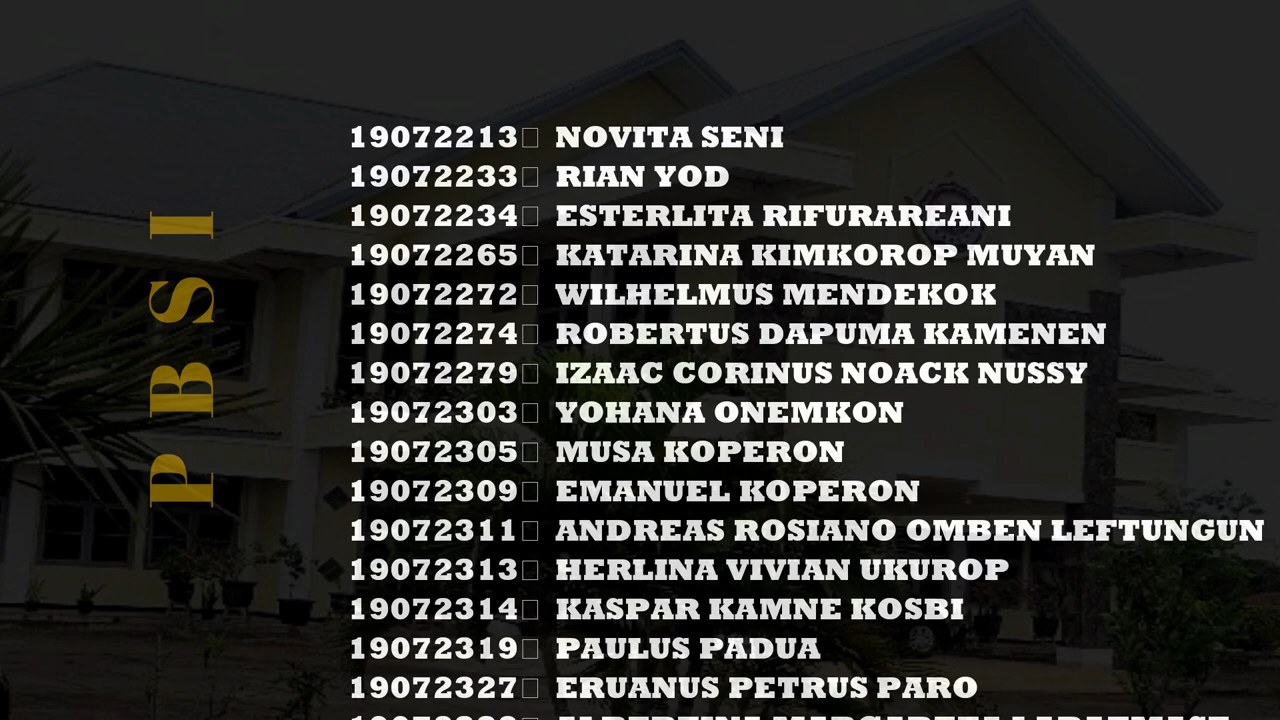 P B S I
19072213 NOVITA SENI
19072233 RIAN YOD
19072234 ESTERLITA RIFURAREANI
19072265 KATARINA KIMKOROP MUYAN
19072272 WILHELMUS MENDEKOK
19072274 ROBERTUS DAPUMA KAMENEN
19072279 IZAAC CORINUS NOACK NUSSY
19072303 YOHANA ONEMKON
19072305 MUSA KOPERON
19072309 EMANUEL KOPERON
19072311 ANDREAS ROSIANO OMBEN LEFTUNGUN
19072313 HERLINA VIVIAN UKUROP
19072314 KASPAR KAMNE KOSBI
19072319 PAULUS PADUA
19072327 ERUANUS PETRUS PARO